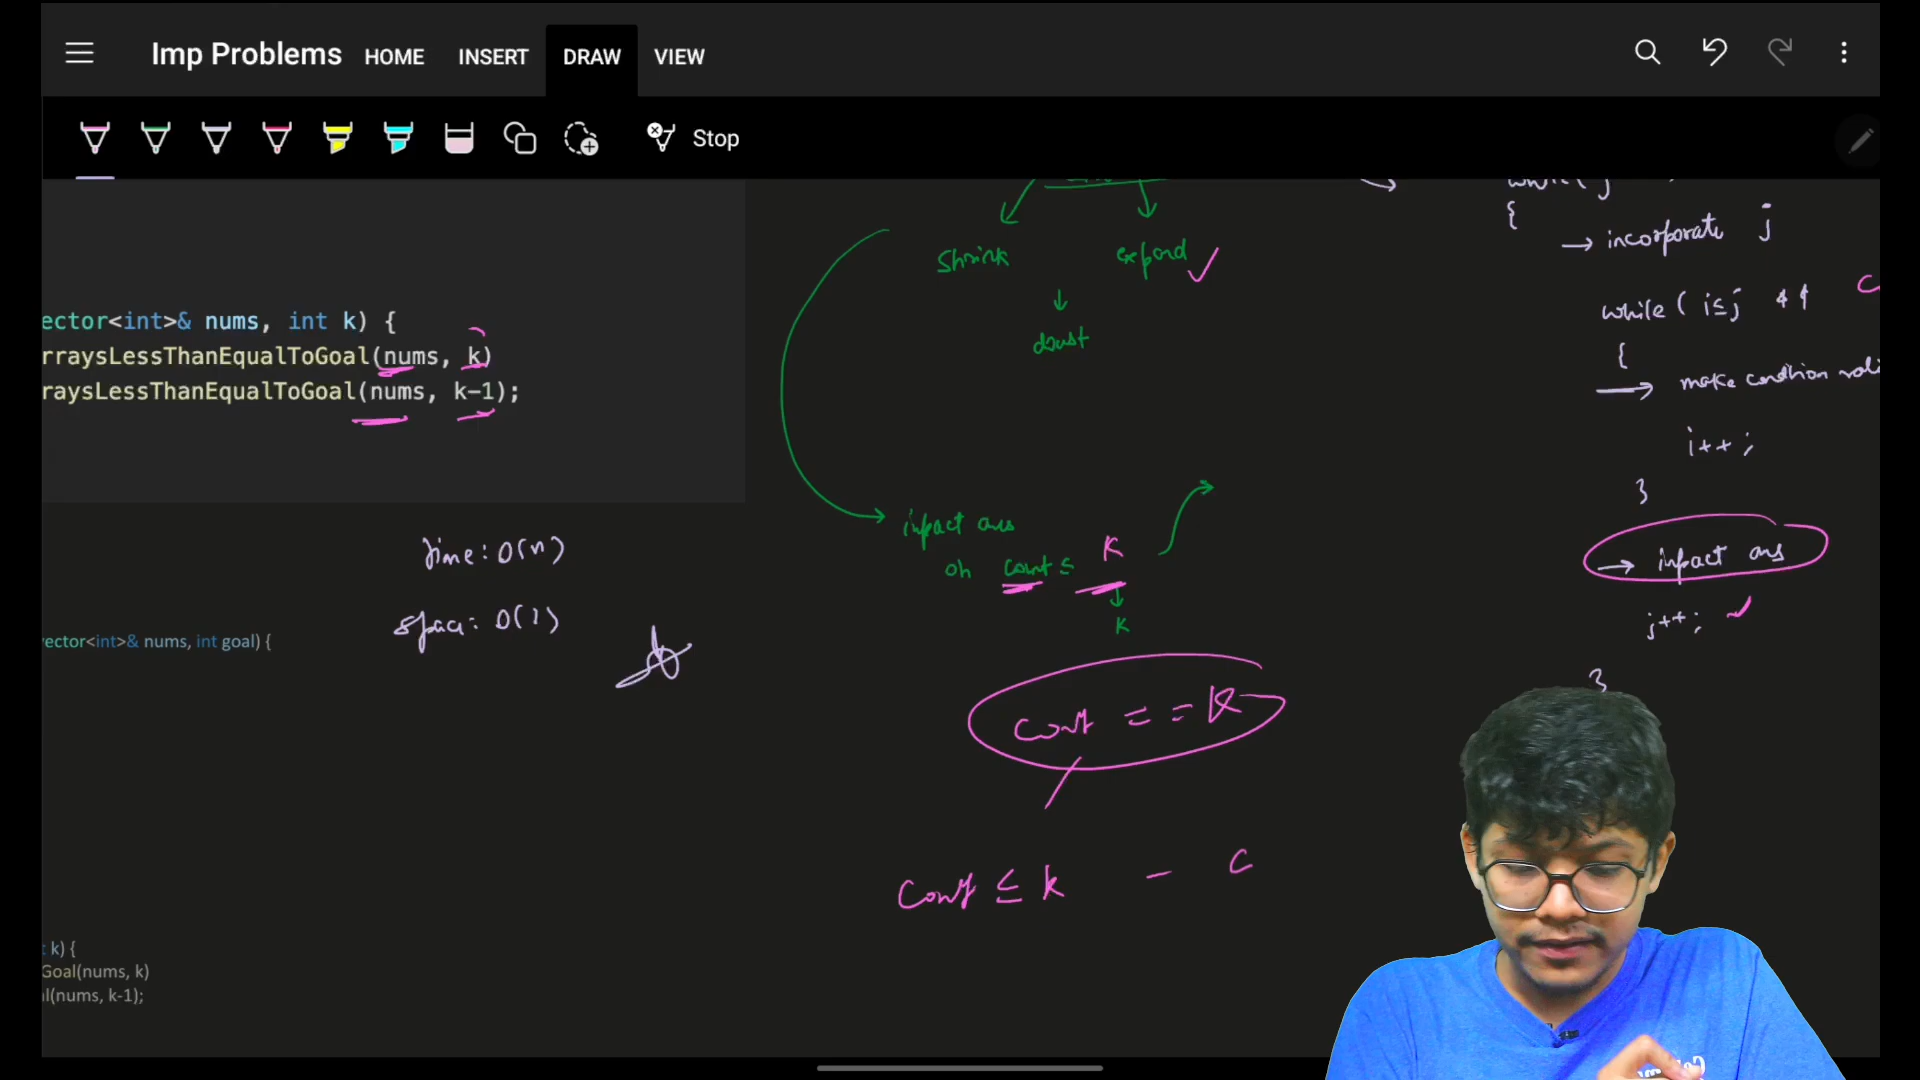 Imp Problems HOME INSERT DRAW VIEW
Stop
ector<int>& nums, int k) {
rraysLessThanEqualToGoal(nums, k)
raysLessThanEqualToGoal(nums, k-1);
Time: O(n)
space: O(1)
ector<int>& nums, int goal) {
k) {
Goal(nums, k)
l(nums, k-1);
Shrink expand
↓
doubt
impact ans
on count ≤ K
↓
K
count == K
count ≤ k - C
while( j
{
→ incorporate j
while( i≤j && C
{
→ make condition vali
i++;
}
→ impact ans
j++;
}